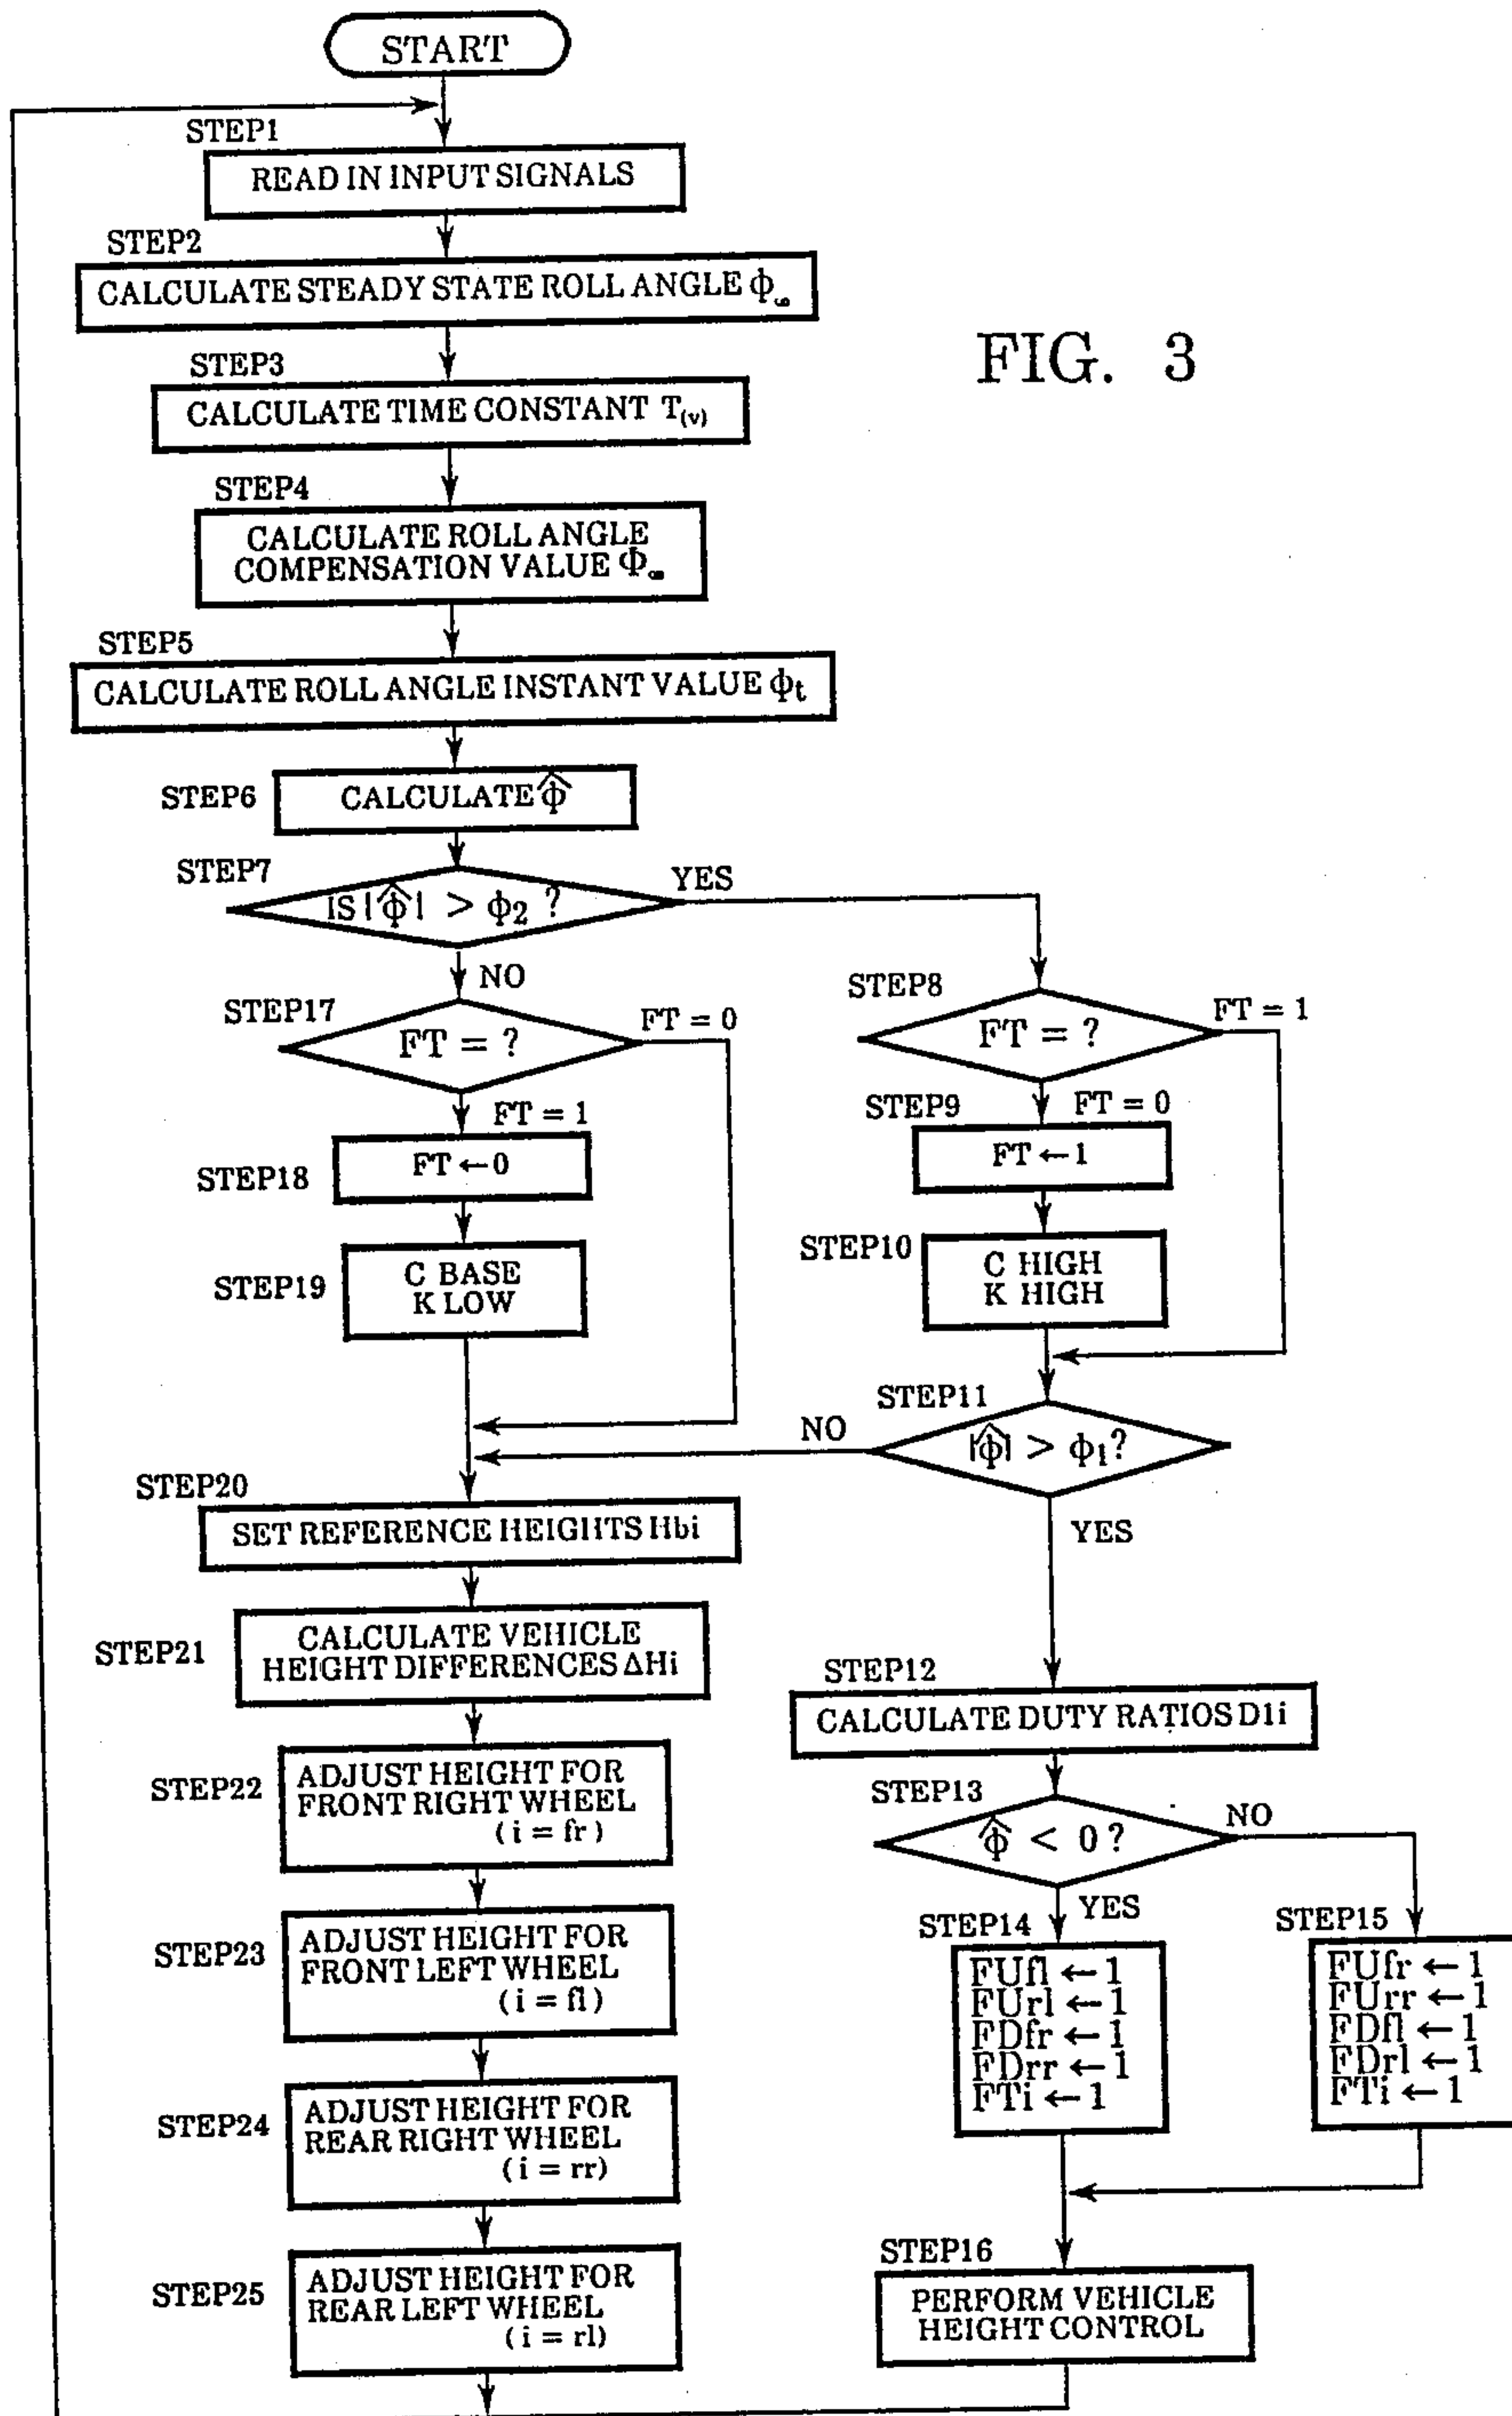 START
STEP1
READ IN INPUT SIGNALS
STEP2
CALCULATE STEADY STATE ROLL ANGLE ϕ∞
FIG. 3
STEP3
CALCULATE TIME CONSTANT T(v)
STEP4
CALCULATE ROLL ANGLE
COMPENSATION VALUE Φ∞
STEP5
CALCULATE ROLL ANGLE INSTANT VALUE ϕt
STEP6
CALCULATE ϕ̂
STEP7
IS |ϕ̂| > ϕ2 ?
YES
NO
STEP17
FT = ?
FT = 0
FT = 1
STEP18
FT ← 0
STEP19
C BASE
K LOW
STEP8
FT = ?
FT = 1
STEP9
FT = 0
FT ← 1
STEP10
C HIGH
K HIGH
STEP11
|ϕ̂| > ϕ1?
NO
YES
STEP20
SET REFERENCE HEIGHTS Hbi
STEP21
CALCULATE VEHICLE
HEIGHT DIFFERENCES ΔHi
STEP22
ADJUST HEIGHT FOR
FRONT RIGHT WHEEL
( i = fr )
STEP23
ADJUST HEIGHT FOR
FRONT LEFT WHEEL
( i = fl )
STEP24
ADJUST HEIGHT FOR
REAR RIGHT WHEEL
( i = rr)
STEP25
ADJUST HEIGHT FOR
REAR LEFT WHEEL
( i = rl)
STEP12
CALCULATE DUTY RATIOS D1i
STEP13
ϕ̂ < 0 ?
NO
YES
STEP14
FUfl ← 1
FUrl ← 1
FDfr ← 1
FDrr ← 1
FTi ← 1
STEP15
FUfr ← 1
FUrr ← 1
FDfl ← 1
FDrl ← 1
FTi ← 1
STEP16
PERFORM VEHICLE
HEIGHT CONTROL